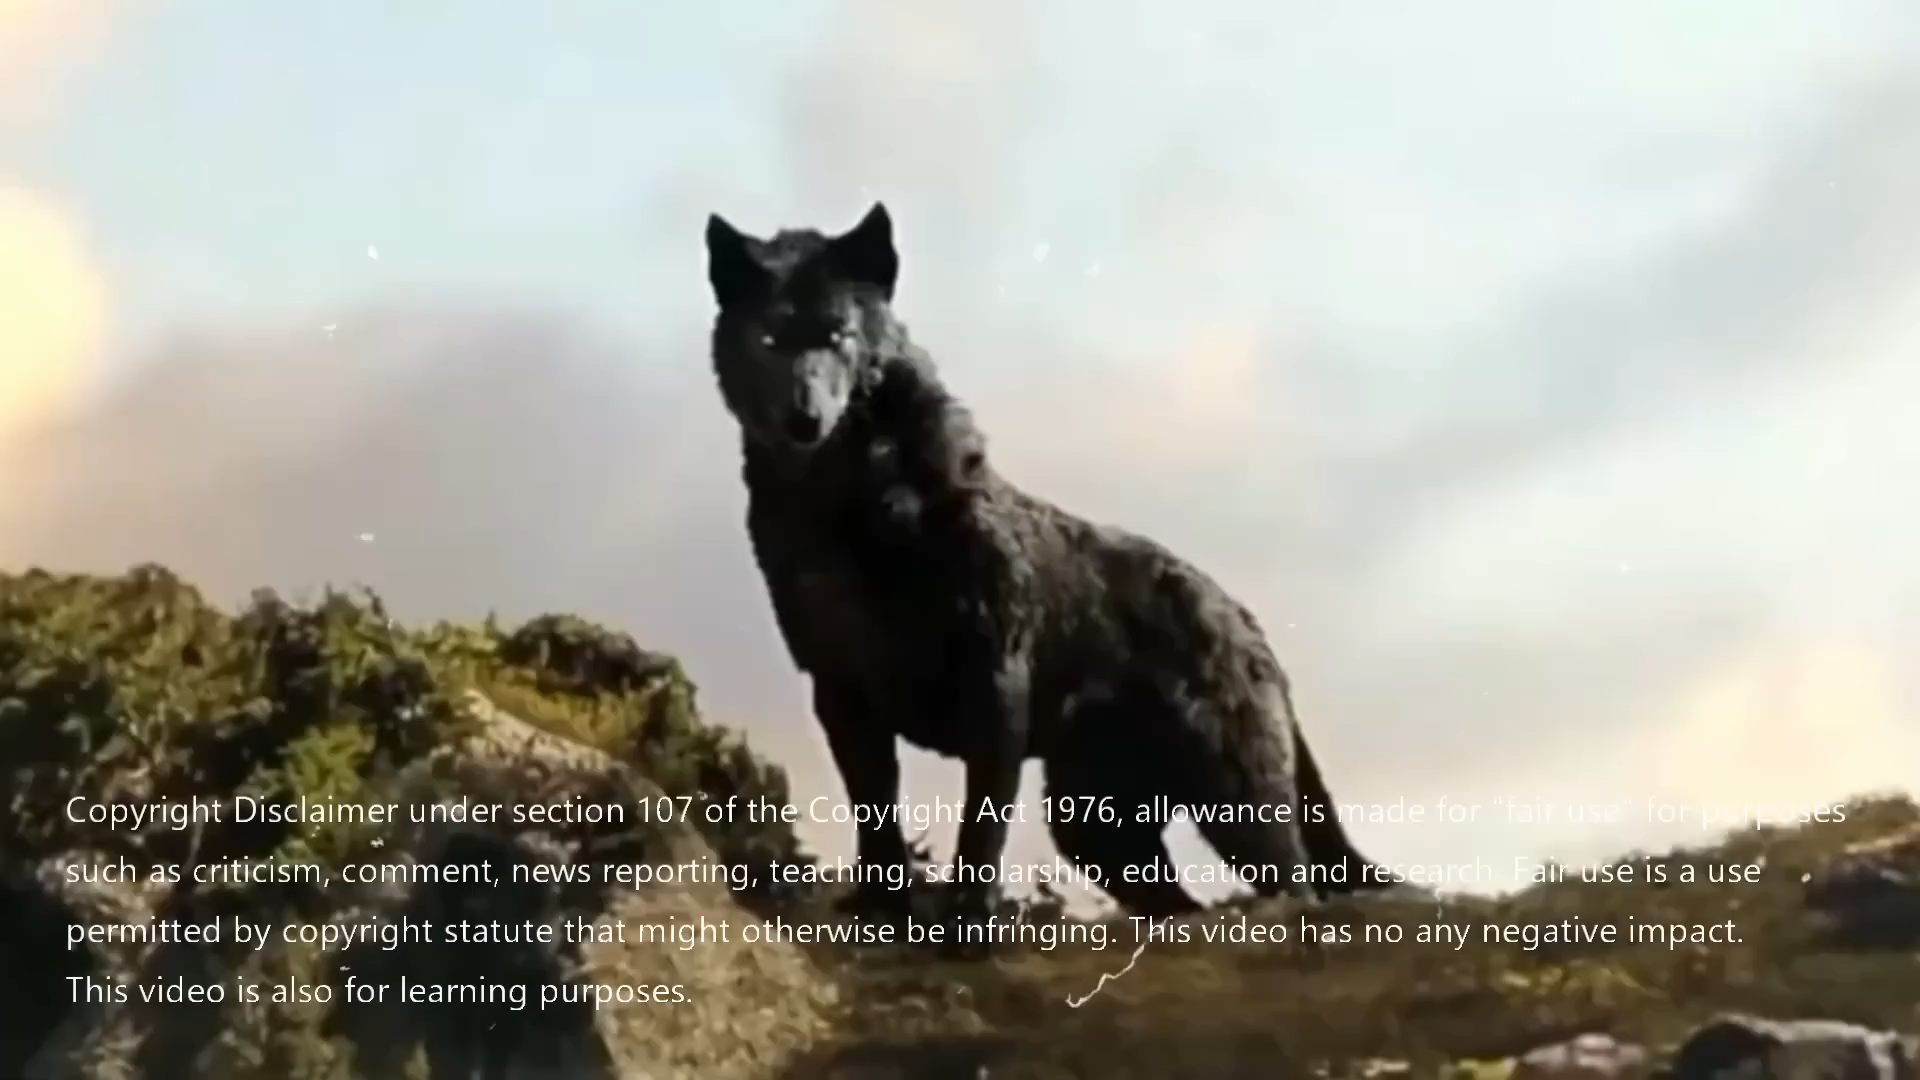 Copyright Disclaimer under section 107 of the Copyright Act 1976, allowance is made for "fair use" for purposes
such as criticism, comment, news reporting, teaching, scholarship, education and research. Fair use is a use
permitted by copyright statute that might otherwise be infringing. This video has no any negative impact.
This video is also for learning purposes.